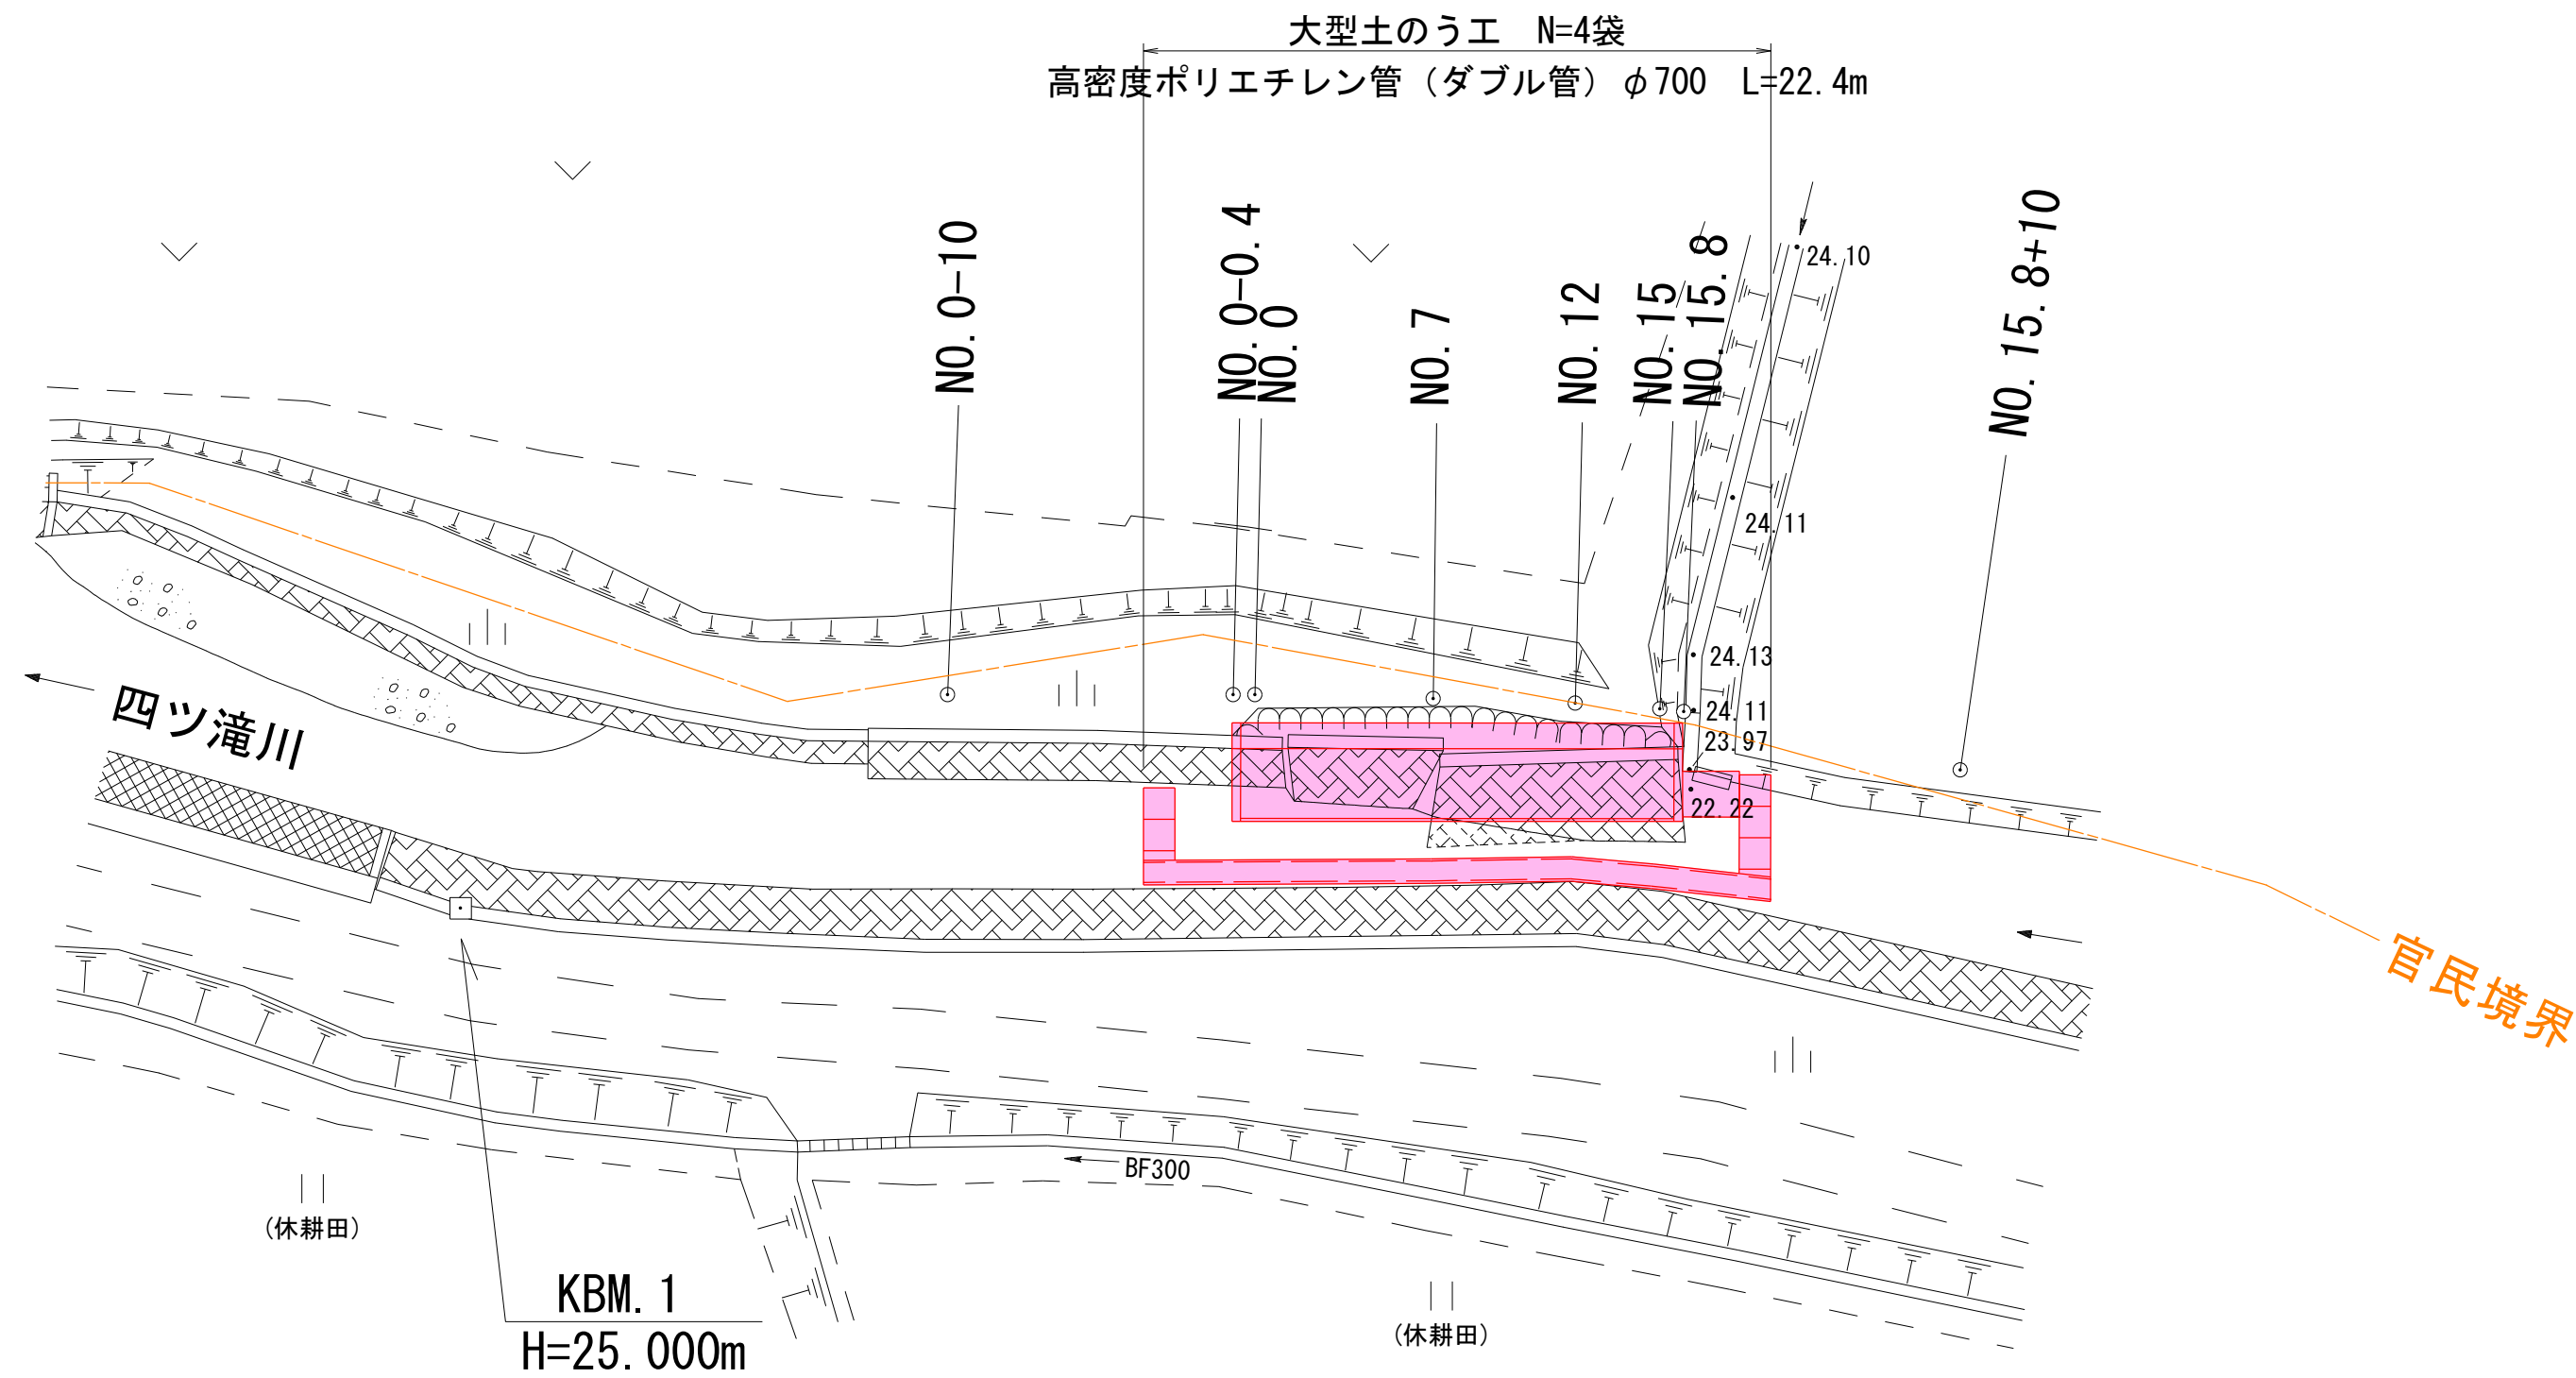 大型土のう工　N=4袋
高密度ポリエチレン管（ダブル管）φ700　L=22.4m
NO.0-10
NO.0-0.4
NO.0
NO.7
NO.12
NO.15
NO.15.8
NO.15.8+10
24.10
24.11
24.13
24.11
23.97
22.22
四ツ滝川
官民境界
BF300
（休耕田）
KBM.1
H=25.000m
（休耕田）